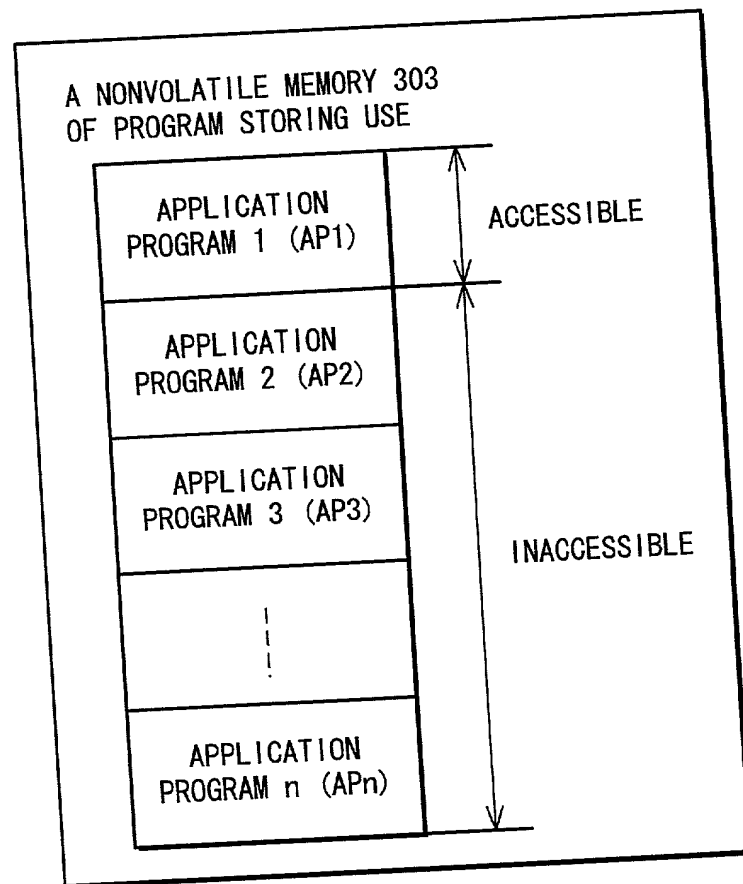 A NONVOLATILE MEMORY 303
OF PROGRAM STORING USE
APPLICATION
PROGRAM 1 (AP1)
ACCESSIBLE
APPLICATION
PROGRAM 2 (AP2)
APPLICATION
PROGRAM 3 (AP3)
INACCESSIBLE
APPLICATION
PROGRAM n (APn)